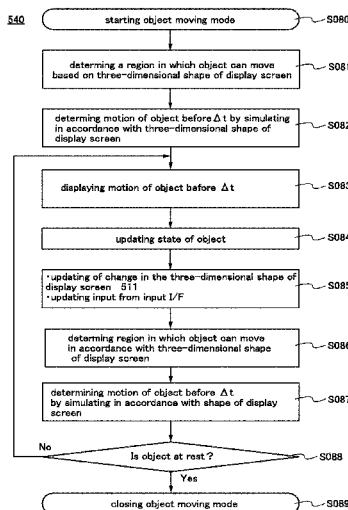 540
starting object moving mode
S080
determing a region in which object can move
based on three-dimensional shape of display screen
S081
determing motion of object before Δt by simulating
in accordance with three-dimensional shape of
display screen
S082
displaying motion of object before Δt
S083
updating state of object
S084
・updating of change in the three-dimensional shape of
display screen 511
・updating input from input I/F
S085
determing region in which object can move
in accordance with three-dimensional shape
of display screen
S086
determining motion of object before Δt
by simulating in accordance with shape of display
screen
S087
No
Is object at rest?
S088
Yes
closing object moving mode
S089